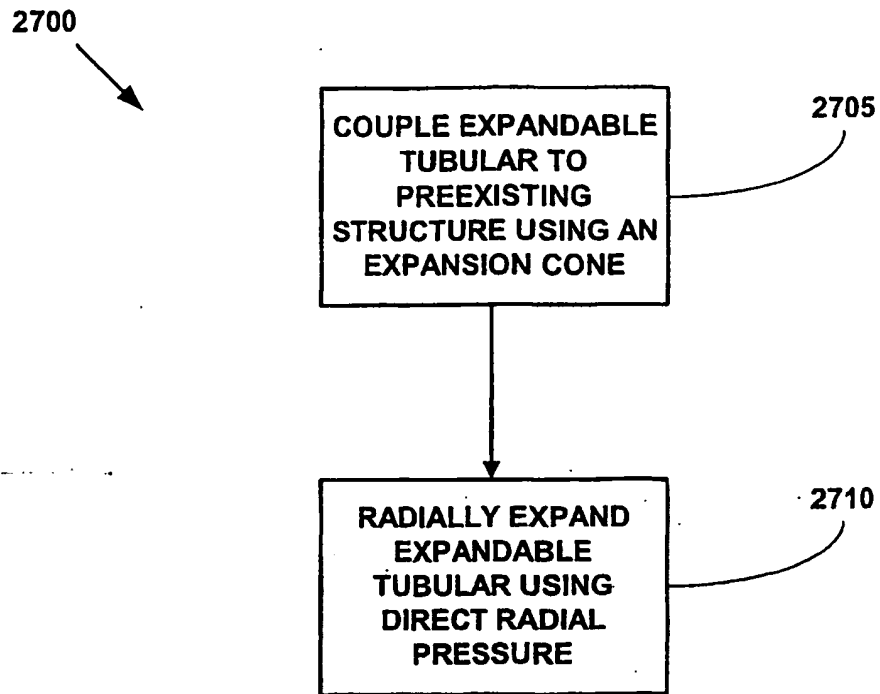 2700
COUPLE EXPANDABLE
TUBULAR TO
PREEXISTING
STRUCTURE USING AN
EXPANSION CONE
2705
RADIALLY EXPAND
EXPANDABLE
TUBULAR USING
DIRECT RADIAL
PRESSURE
2710